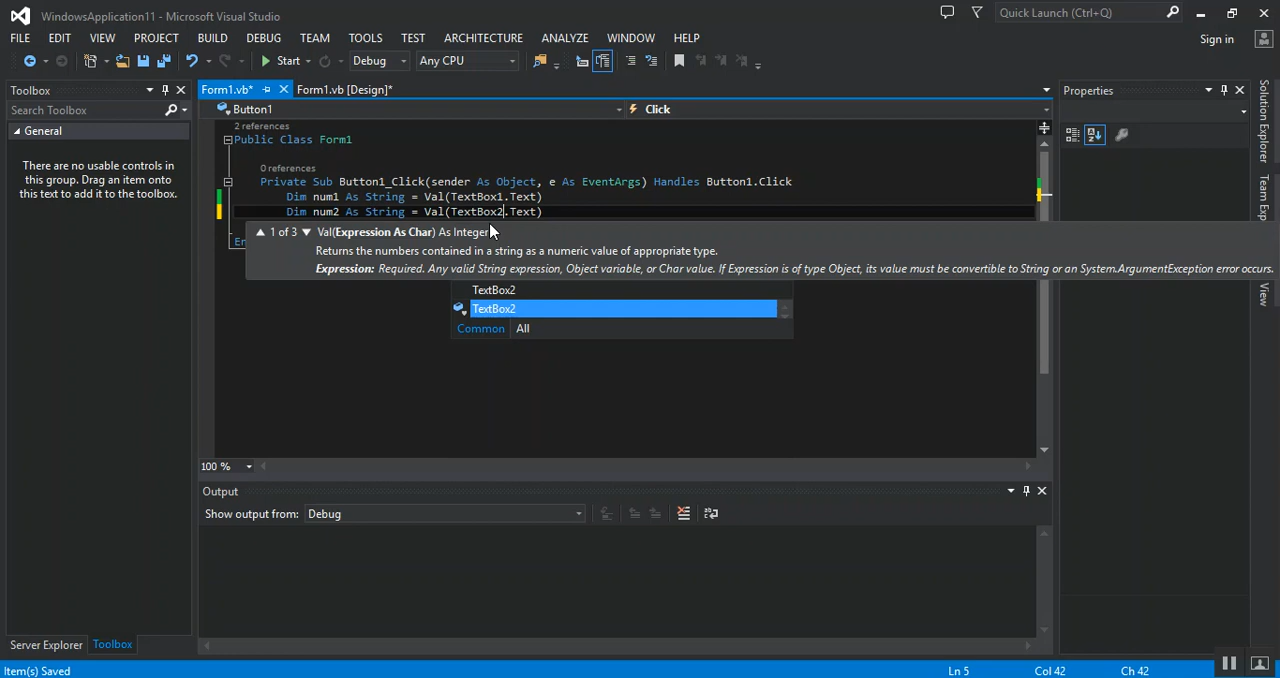 WindowsApplication11 - Microsoft Visual Studio
Quick Launch (Ctrl+Q)
FILE EDIT VIEW PROJECT BUILD DEBUG TEAM TOOLS TEST ARCHITECTURE ANALYZE WINDOW HELP
Sign in
Start Debug Any CPU
Toolbox
Form1.vb*
Form1.vb [Design]*
Properties
Search Toolbox
Button1
Click
General
There are no usable controls in
this group. Drag an item onto
this text to add it to the toolbox.
2 references
Public Class Form1
0 references
Private Sub Button1_Click(sender As Object, e As EventArgs) Handles Button1.Click
Dim num1 As String = Val(TextBox1.Text)
Dim num2 As String = Val(TextBox2.Text)
1 of 3 Val(Expression As Char) As Integer
Returns the numbers contained in a string as a numeric value of appropriate type.
Expression: Required. Any valid String expression, Object variable, or Char value. If Expression is of type Object, its value must be convertible to String or an System.ArgumentException error occurs.
TextBox2
TextBox2
Common All
100 %
Output
Show output from: Debug
Solution Explorer
Team Exp
View
Server Explorer
Toolbox
Item(s) Saved
Ln 5
Col 42
Ch 42